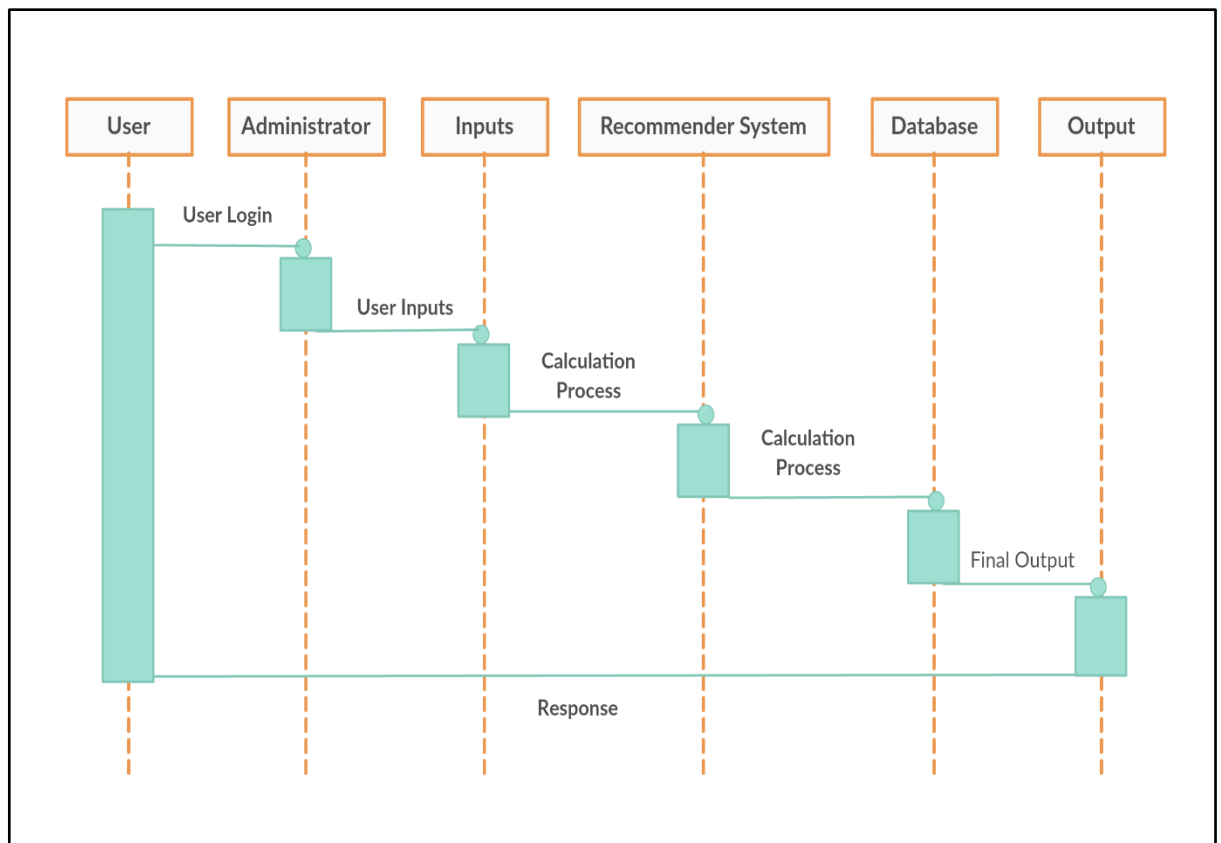 User
Administrator
Inputs
Recommender System
Database
Output
User Login
User Inputs
Calculation
Process
Calculation
Process
Final Output
Response